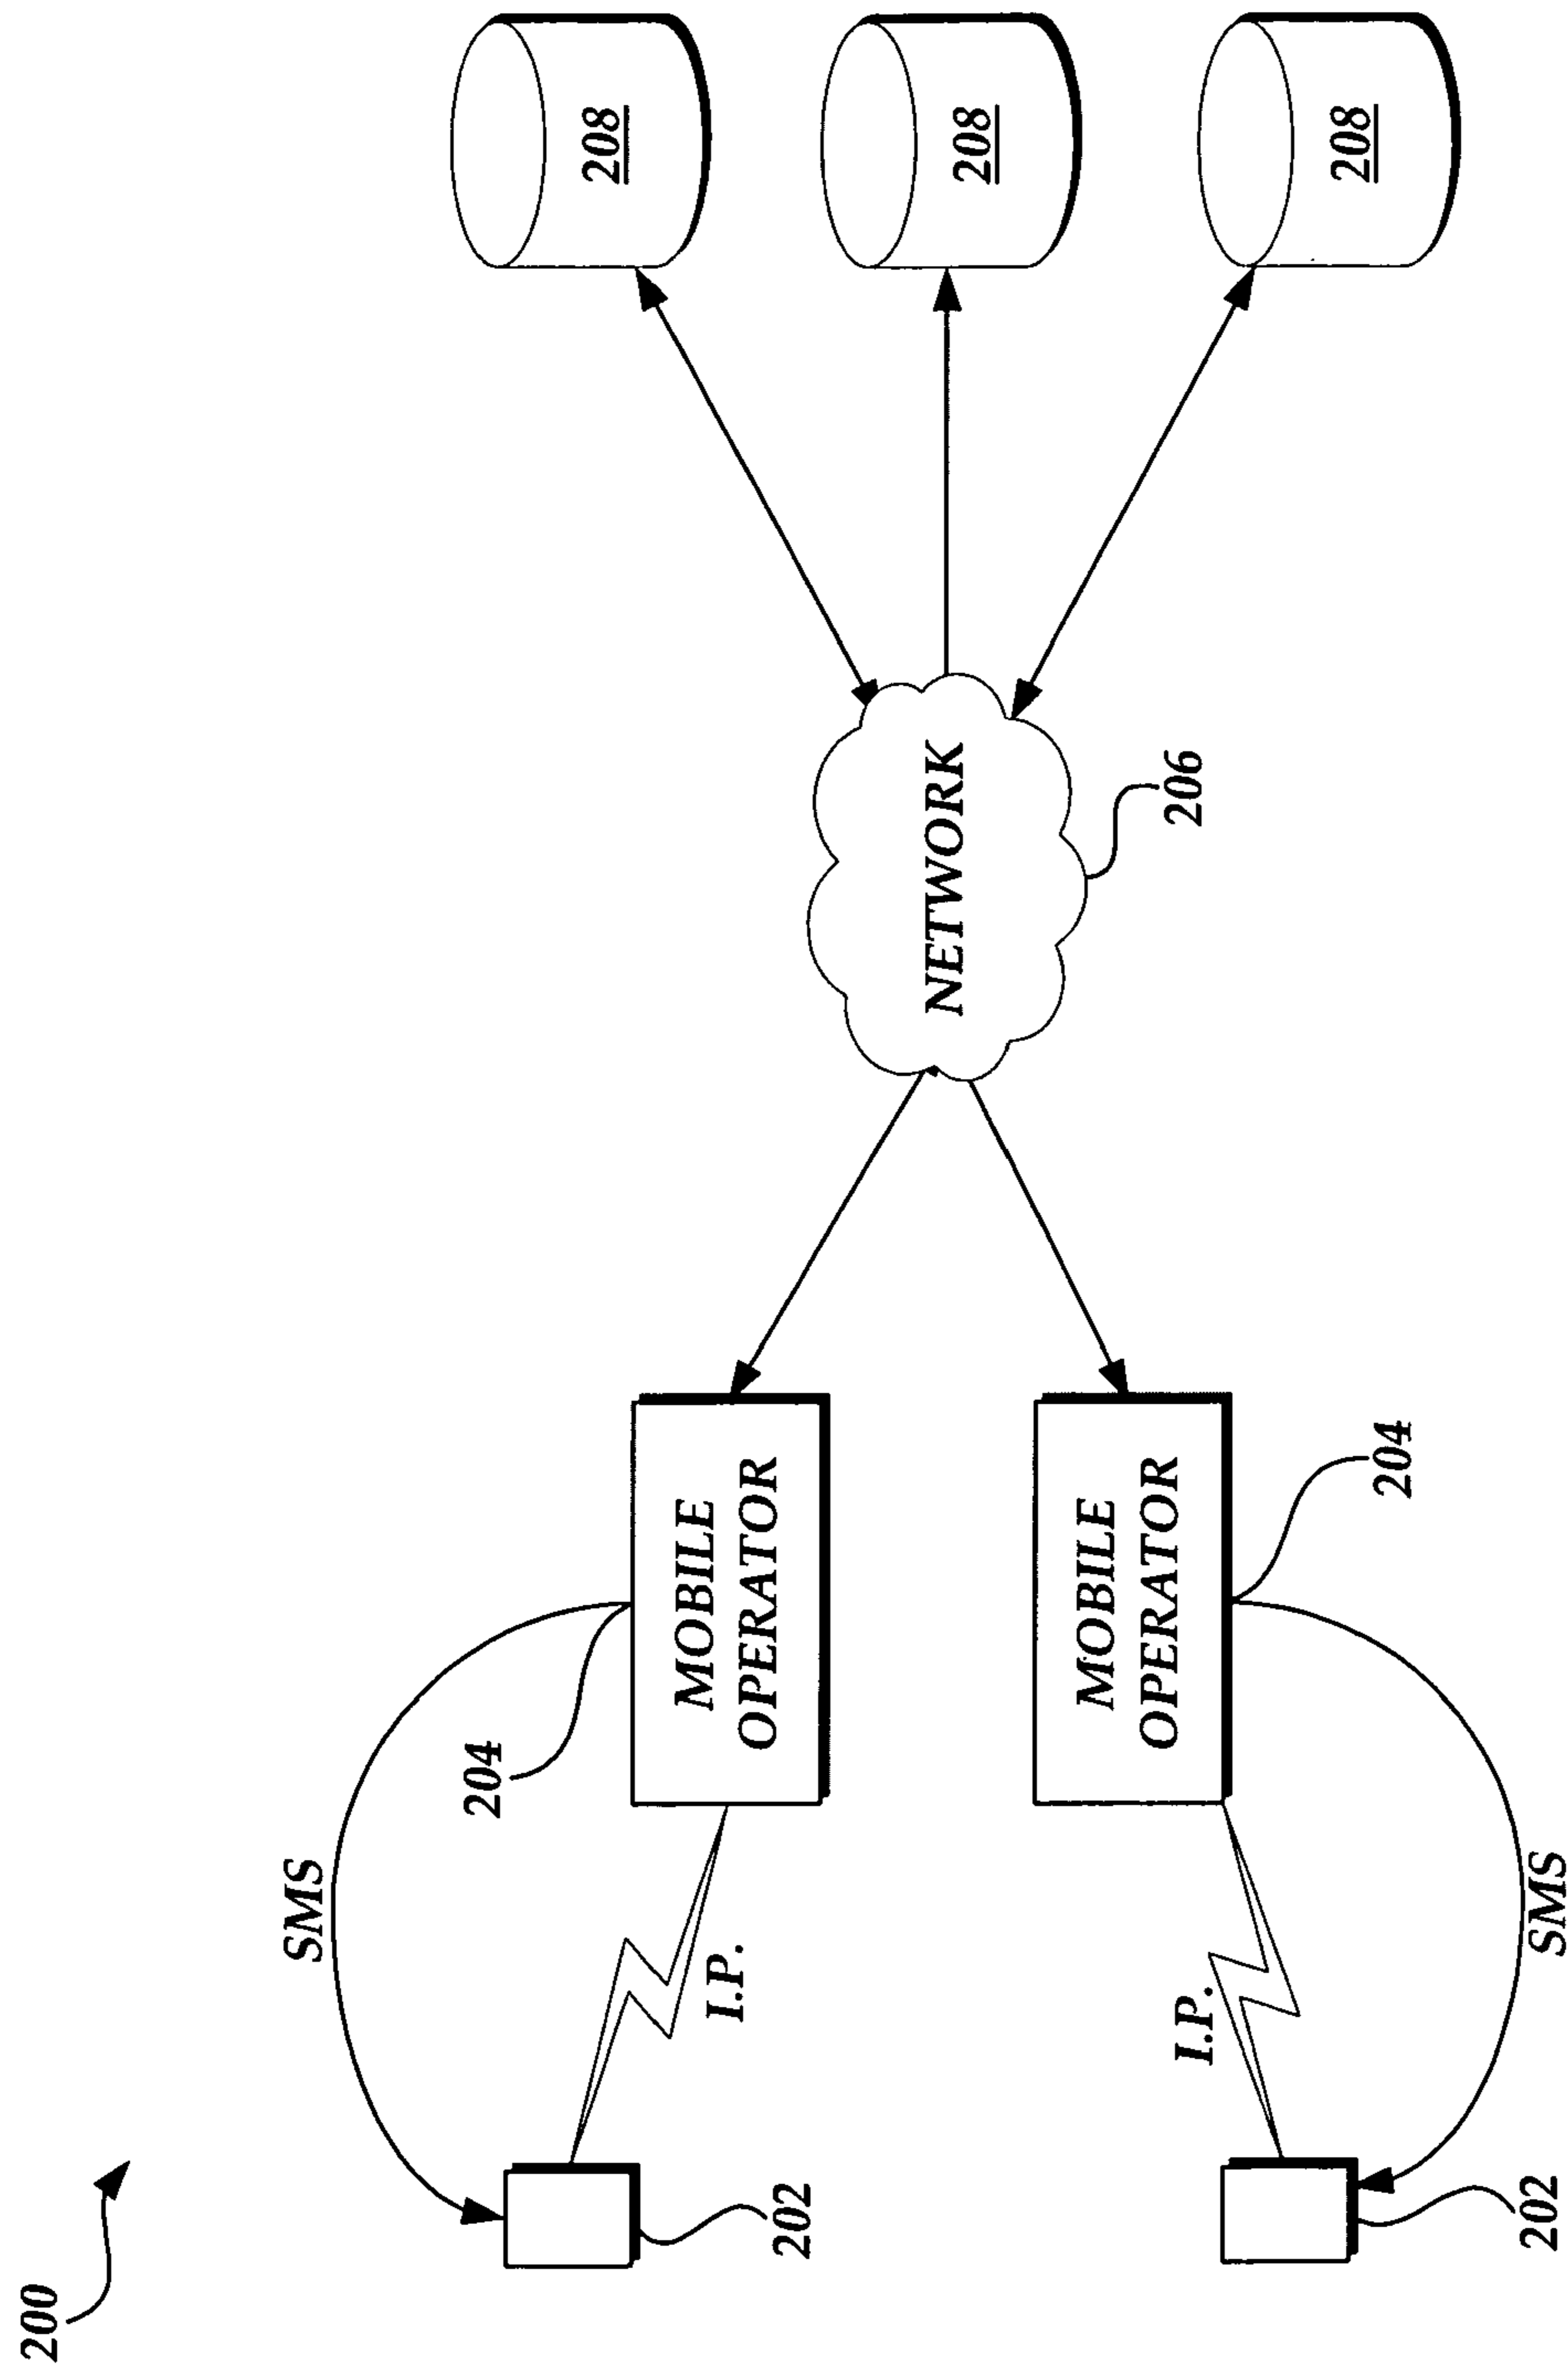 200
SMS
204
208
MOBILE
OPERATOR
I.P.
202
NETWORK
208
MOBILE
OPERATOR
206
I.P.
208
204
202
SMS